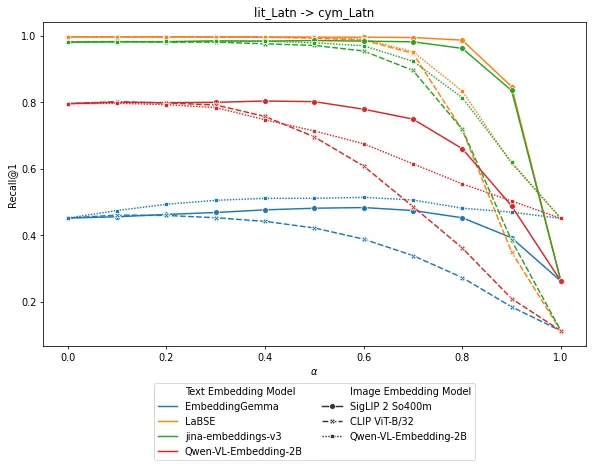 lit_Latn -> cym_Latn
Recall@1
1.0
0.8
0.6
0.4
0.2
0.0 0.2 0.4 0.6 0.8 1.0
α
Text Embedding Model
EmbeddingGemma
LaBSE
jina-embeddings-v3
Qwen-VL-Embedding-2B
Image Embedding Model
SigLIP 2 So400m
CLIP ViT-B/32
Qwen-VL-Embedding-2B